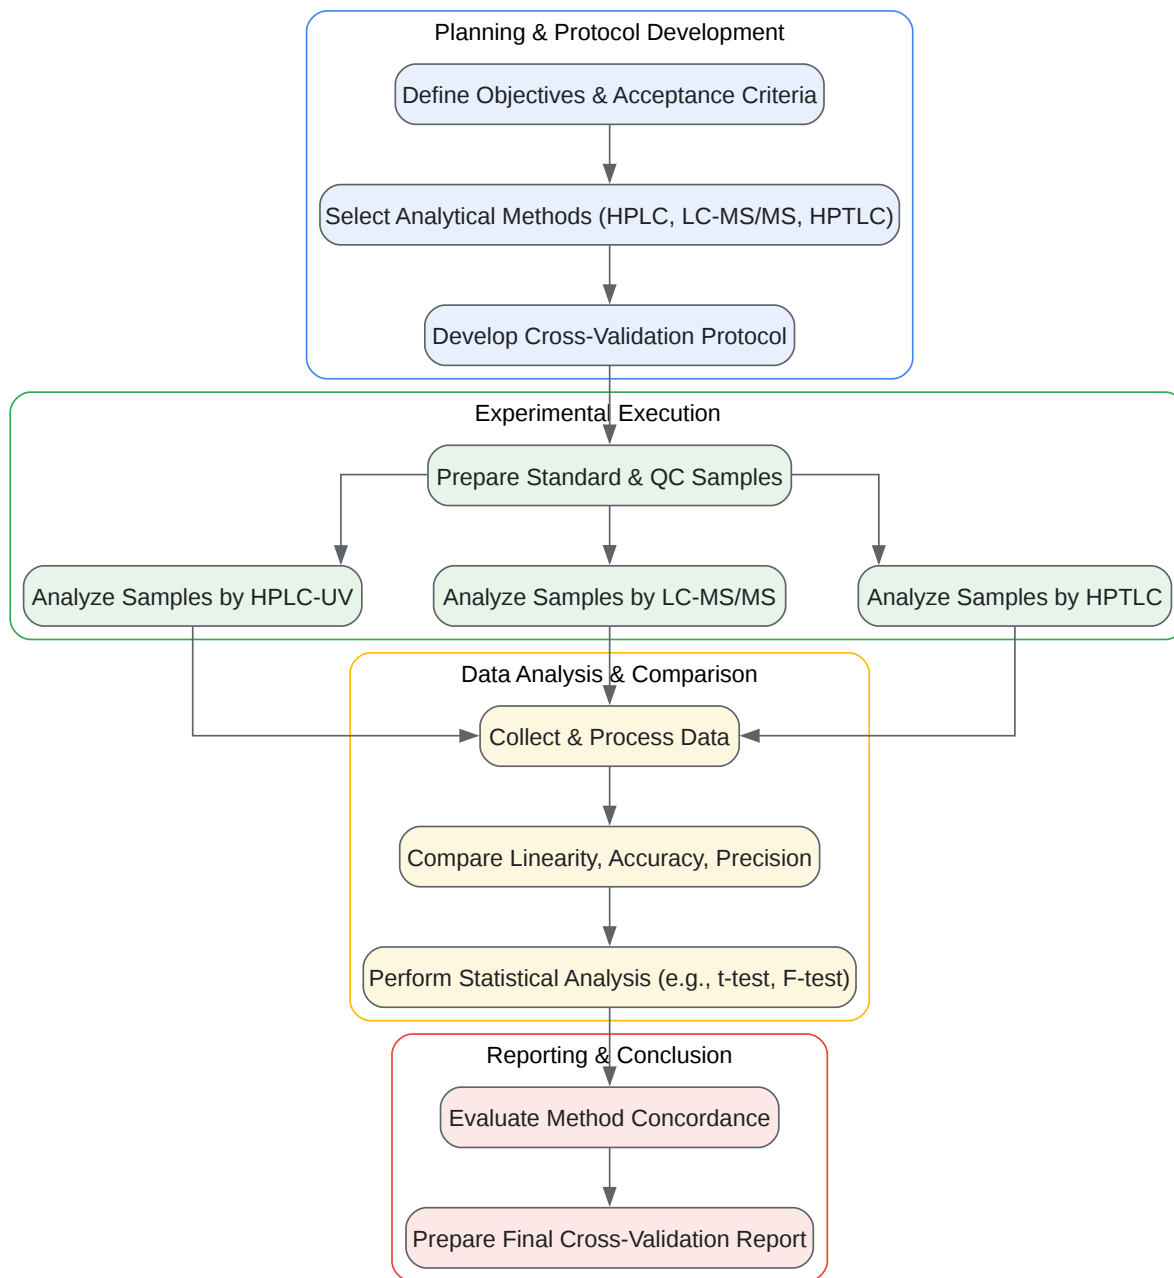 Planning & Protocol Development
Define Objectives & Acceptance Criteria
Select Analytical Methods (HPLC, LC-MS/MS, HPTLC)
Develop Cross-Validation Protocol
Experimental Execution
Prepare Standard & QC Samples
Analyze Samples by HPLC-UV
Analyze Samples by LC-MS/MS
Analyze Samples by HPTLC
Data Analysis & Comparison
Collect & Process Data
Compare Linearity, Accuracy, Precision
Perform Statistical Analysis (e.g., t-test, F-test)
Reporting & Conclusion
Evaluate Method Concordance
Prepare Final Cross-Validation Report